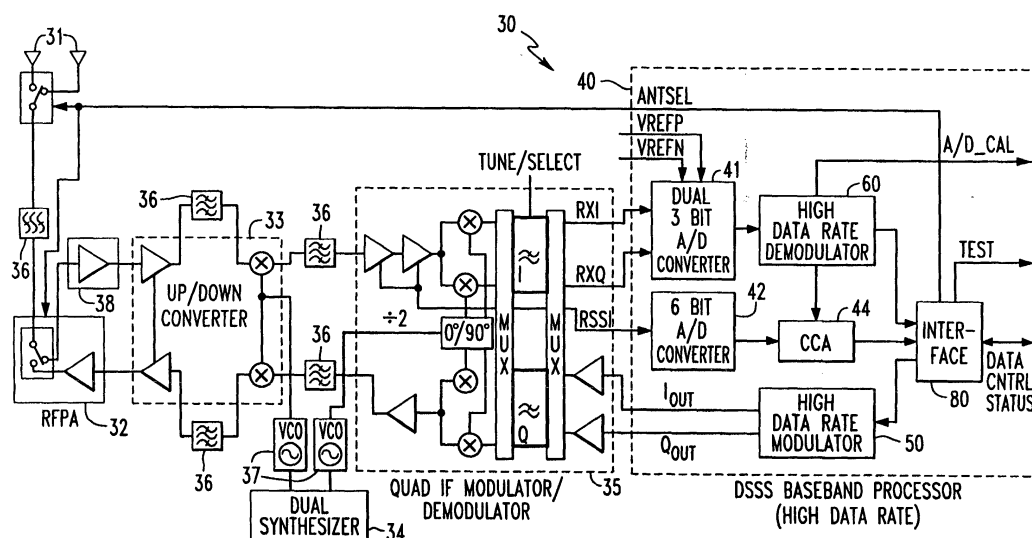 30
31
36
38
RFPA
32
36
33
UP/DOWN
CONVERTER
36
36
36
VCO
VCO
37
DUAL
SYNTHESIZER
34
TUNE/SELECT
÷2
0°/90°
MUX
I
Q
MUX
RXI
RXQ
RSSI
IOUT
QOUT
QUAD IF MODULATOR/
DEMODULATOR
35
40
ANTSEL
VREFP
VREFN
41
DUAL
3 BIT
A/D
CONVERTER
42
6 BIT
A/D
CONVERTER
60
HIGH
DATA RATE
DEMODULATOR
44
CCA
HIGH
DATA RATE
MODULATOR
50
INTER-
FACE
80
A/D_CAL
TEST
DATA
CNTRL
STATUS
DSSS BASEBAND PROCESSOR
(HIGH DATA RATE)